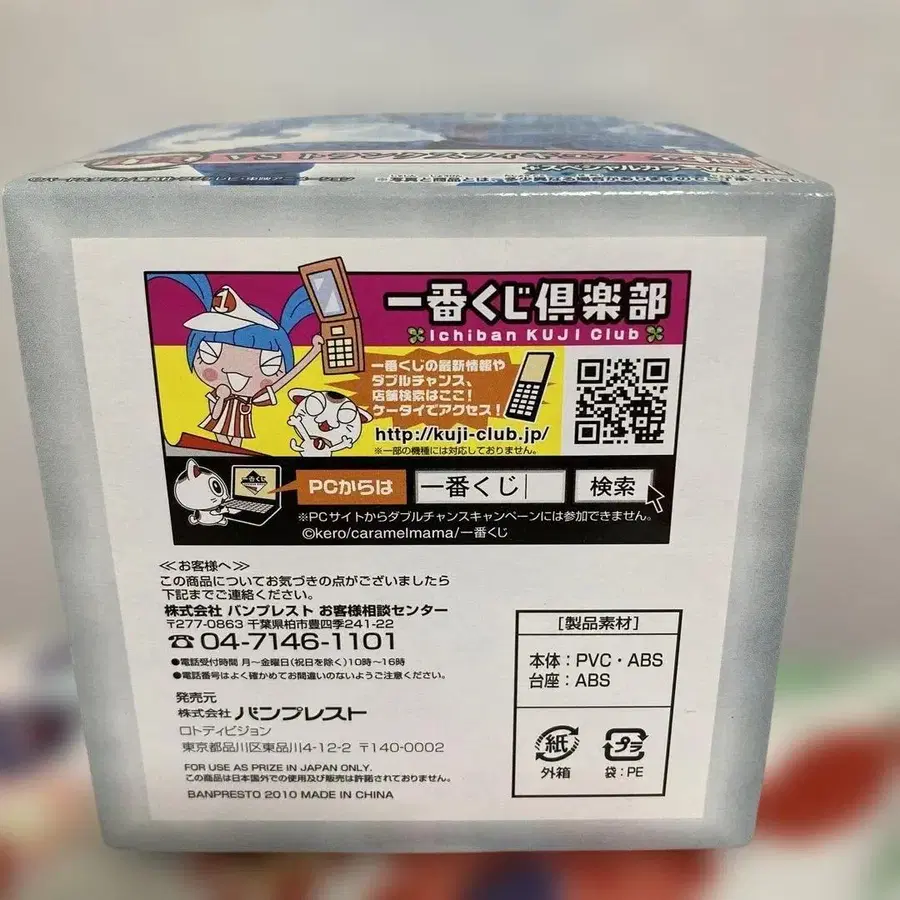 一番くじ倶楽部
Ichiban KUJI Club
一番くじの最新情報や
ダブルチャンス、
店舗検索はここ!
ケータイでアクセス!
http://kuji-club.jp/
※一部の機種には対応しておりません。
1
一番くじ
PCからは 一番くじ 検索
※PCサイトからダブルチャンスキャンペーンには参加できません。
©kero/caramelmama/一番くじ
≪お客様へ≫
この商品についてお気づきの点がございましたら
下記までご連絡ください。
株式会社 バンプレスト お客様相談センター
〒277-0863 千葉県柏市豊四季241-22
☎04-7146-1101
●電話受付時間 月〜金曜日(祝日を除く)10時〜16時
●電話番号はよく確かめてお間違いのないようご注意ください。
発売元
株式会社 バンプレスト
ロトディビジョン
東京都品川区東品川4-12-2 〒140-0002
FOR USE AS PRIZE IN JAPAN ONLY.
この商品は日本国外での使用及び販売は許諾されておりません。
BANPRESTO 2010 MADE IN CHINA
[製品素材]
本体:PVC・ABS
台座:ABS
紙
外箱
プラ
袋:PE